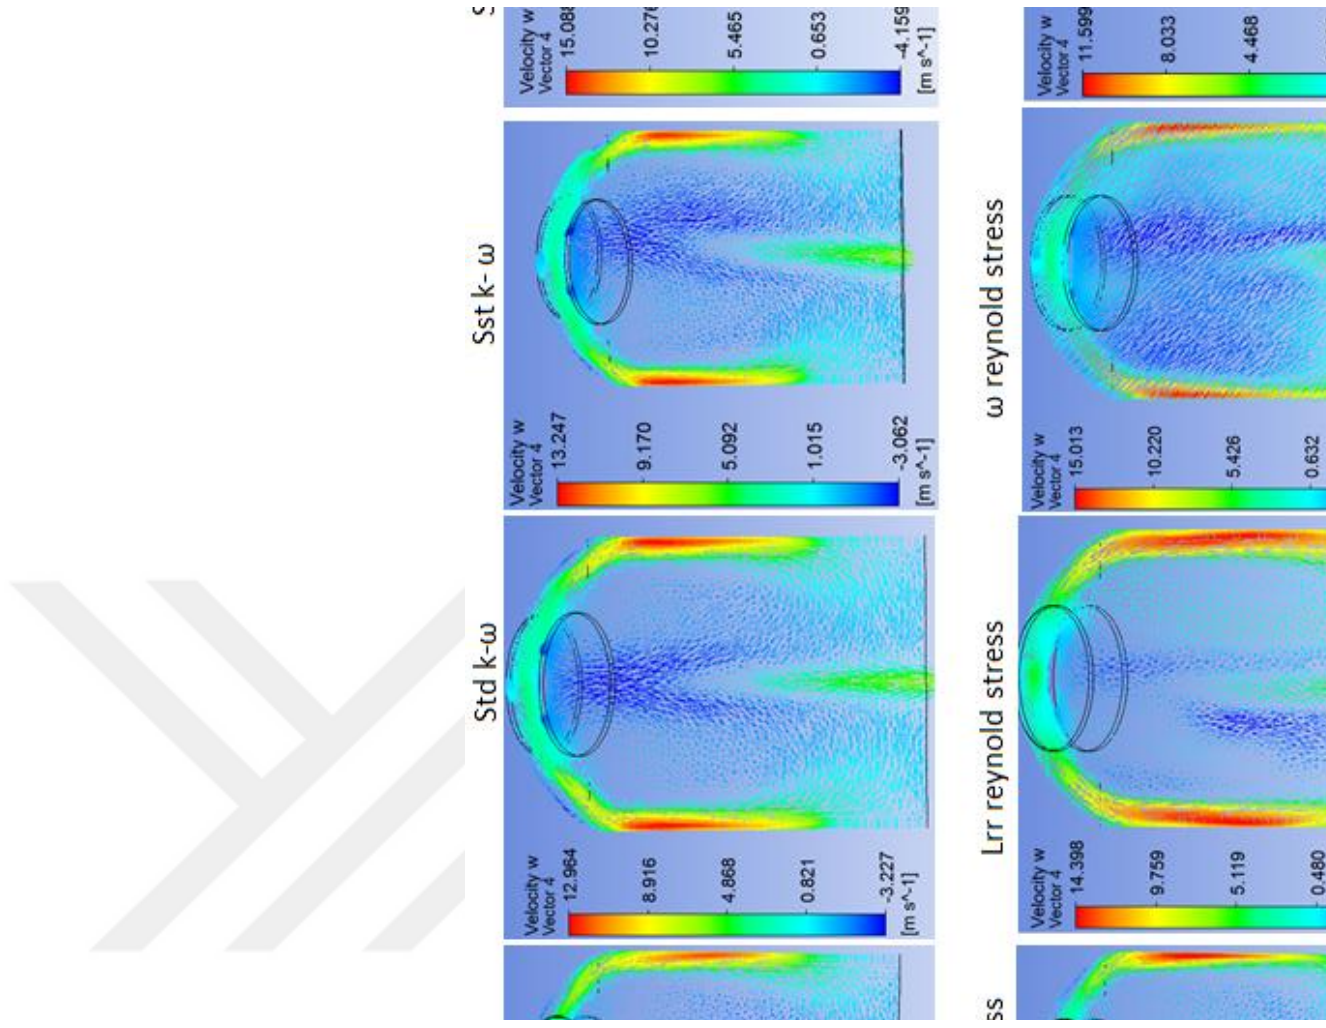 Std k-ω
Velocity w
Vector 4
12.964
8.916
4.868
0.821
-3.227
[m s^-1]
Sst k- ω
Velocity w
Vector 4
13.247
9.170
5.092
1.015
-3.062
[m s^-1]
Velocity w
Vector 4
15.088
10.276
5.465
0.653
-4.159
[m s^-1]
ss
Lrr reynold stress
Velocity w
Vector 4
14.398
9.759
5.119
0.480
ω reynold stress
Velocity w
Vector 4
15.013
10.220
5.426
0.632
Velocity w
Vector 4
11.599
8.033
4.468